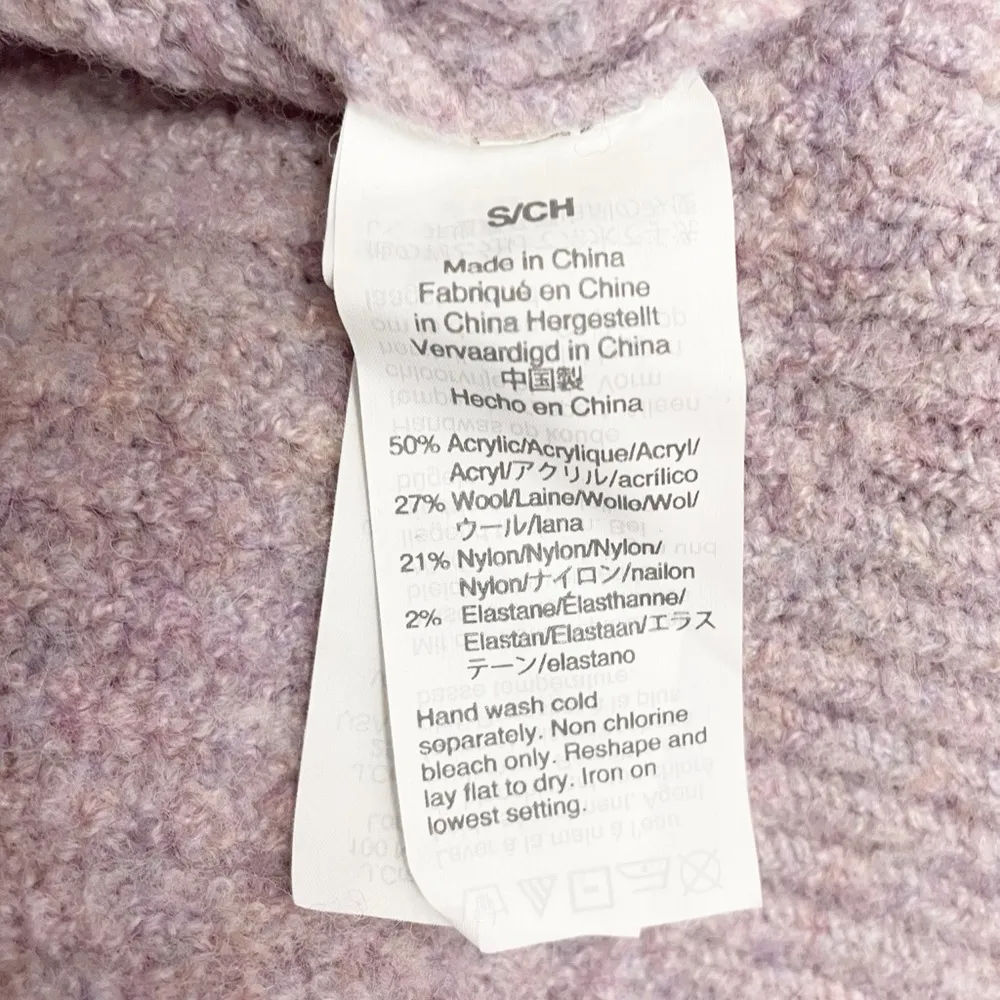 S/CH
Made in China
Fabriqué en Chine
in China Hergestellt
Vervaardigd in China
中国製
Hecho en China
50% Acrylic/Acrylique/Acryl/
Acryl/アクリル/acrílico
27% Wool/Laine/Wolle/Wol/
ウール/lana
21% Nylon/Nylon/Nylon/
Nylon/ナイロン/nailon
2% Elastane/Élasthanne/
Elastan/Elastaan/エラス
テーン/elastano
Hand wash cold
separately. Non chlorine
bleach only. Reshape and
lay flat to dry. Iron on
lowest setting.